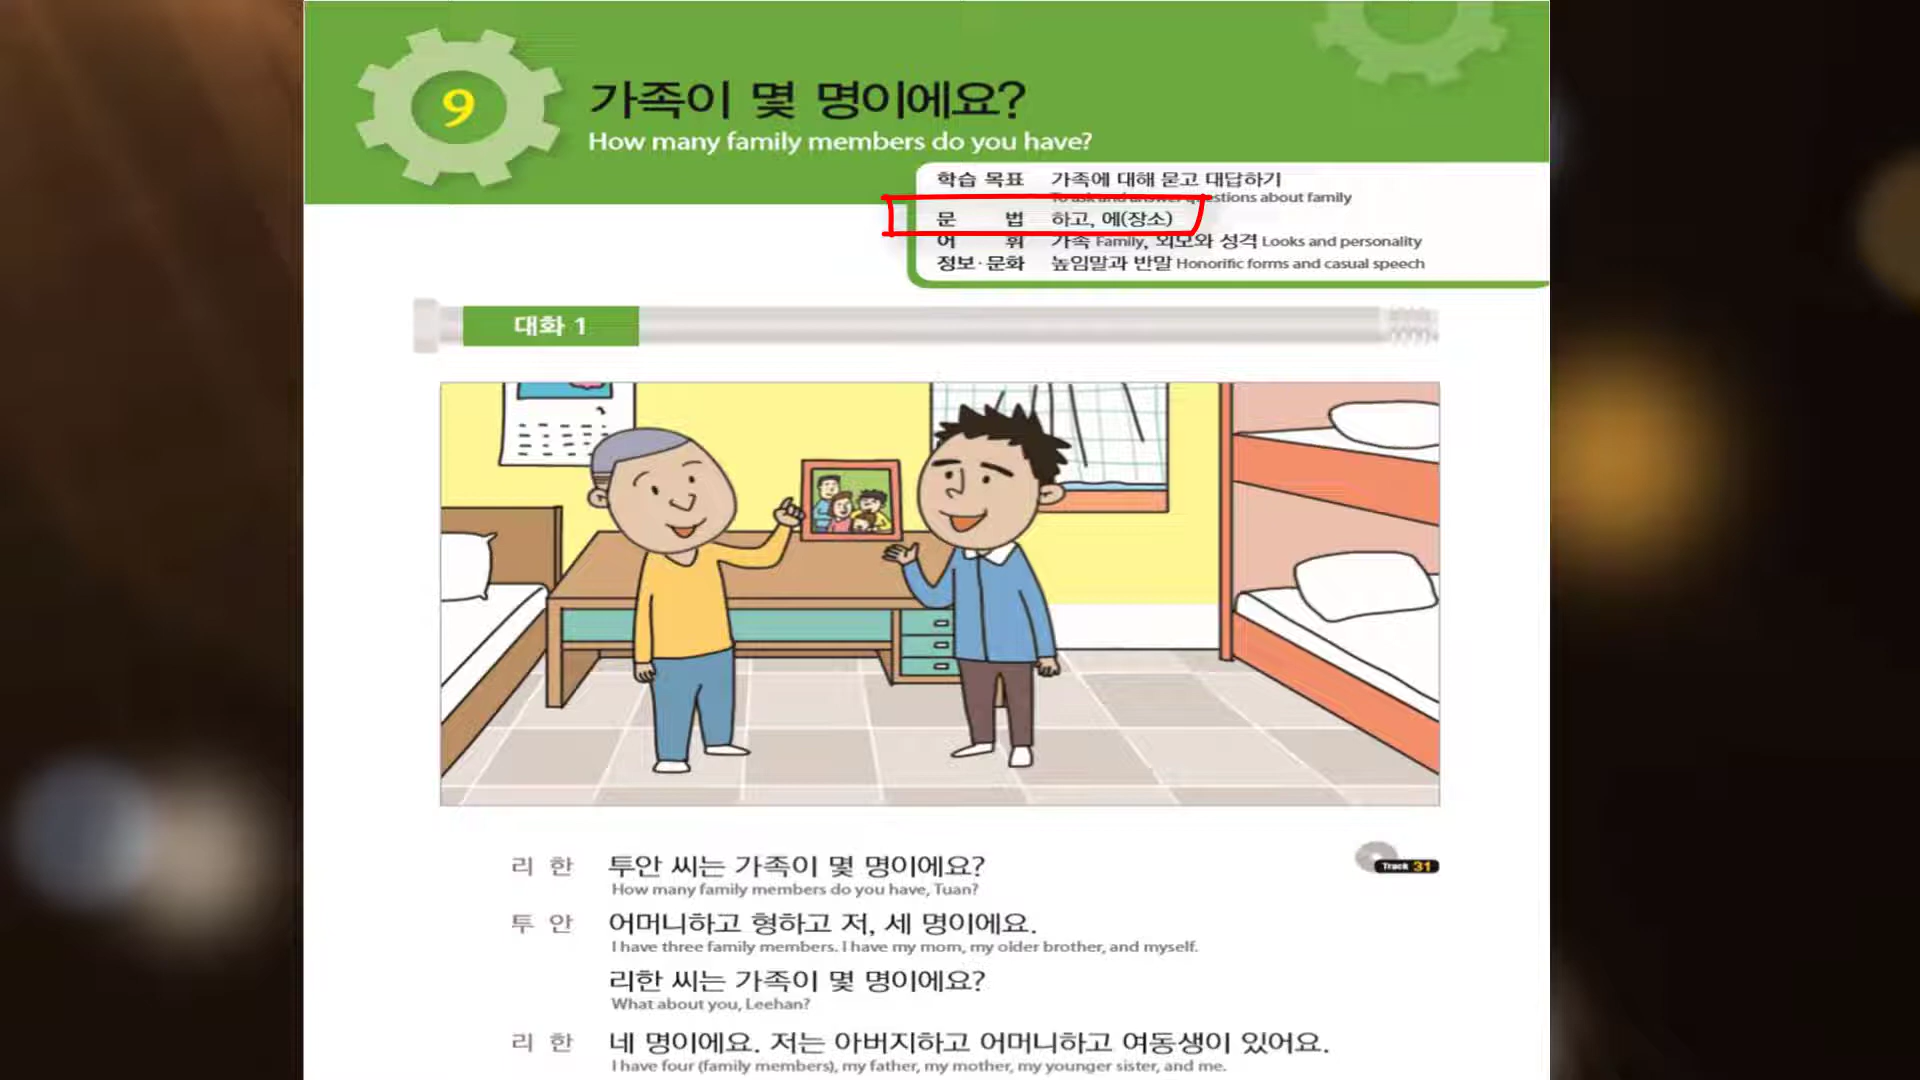 9
가족이 몇 명이에요?
How many family members do you have?
학습 목표 가족에 대해 묻고 대답하기
To ask and answer questions about family
문 법 하고, 에(장소)
어 휘 가족 Family, 외모와 성격 Looks and personality
정보·문화 높임말과 반말 Honorific forms and casual speech
대화 1
Track 31
리 한 투안 씨는 가족이 몇 명이에요?
How many family members do you have, Tuan?
투 안 어머니하고 형하고 저, 세 명이에요.
I have three family members. I have my mom, my older brother, and myself.
리한 씨는 가족이 몇 명이에요?
What about you, Leehan?
리 한 네 명이에요. 저는 아버지하고 어머니하고 여동생이 있어요.
I have four (family members), my father, my mother, my younger sister, and me.